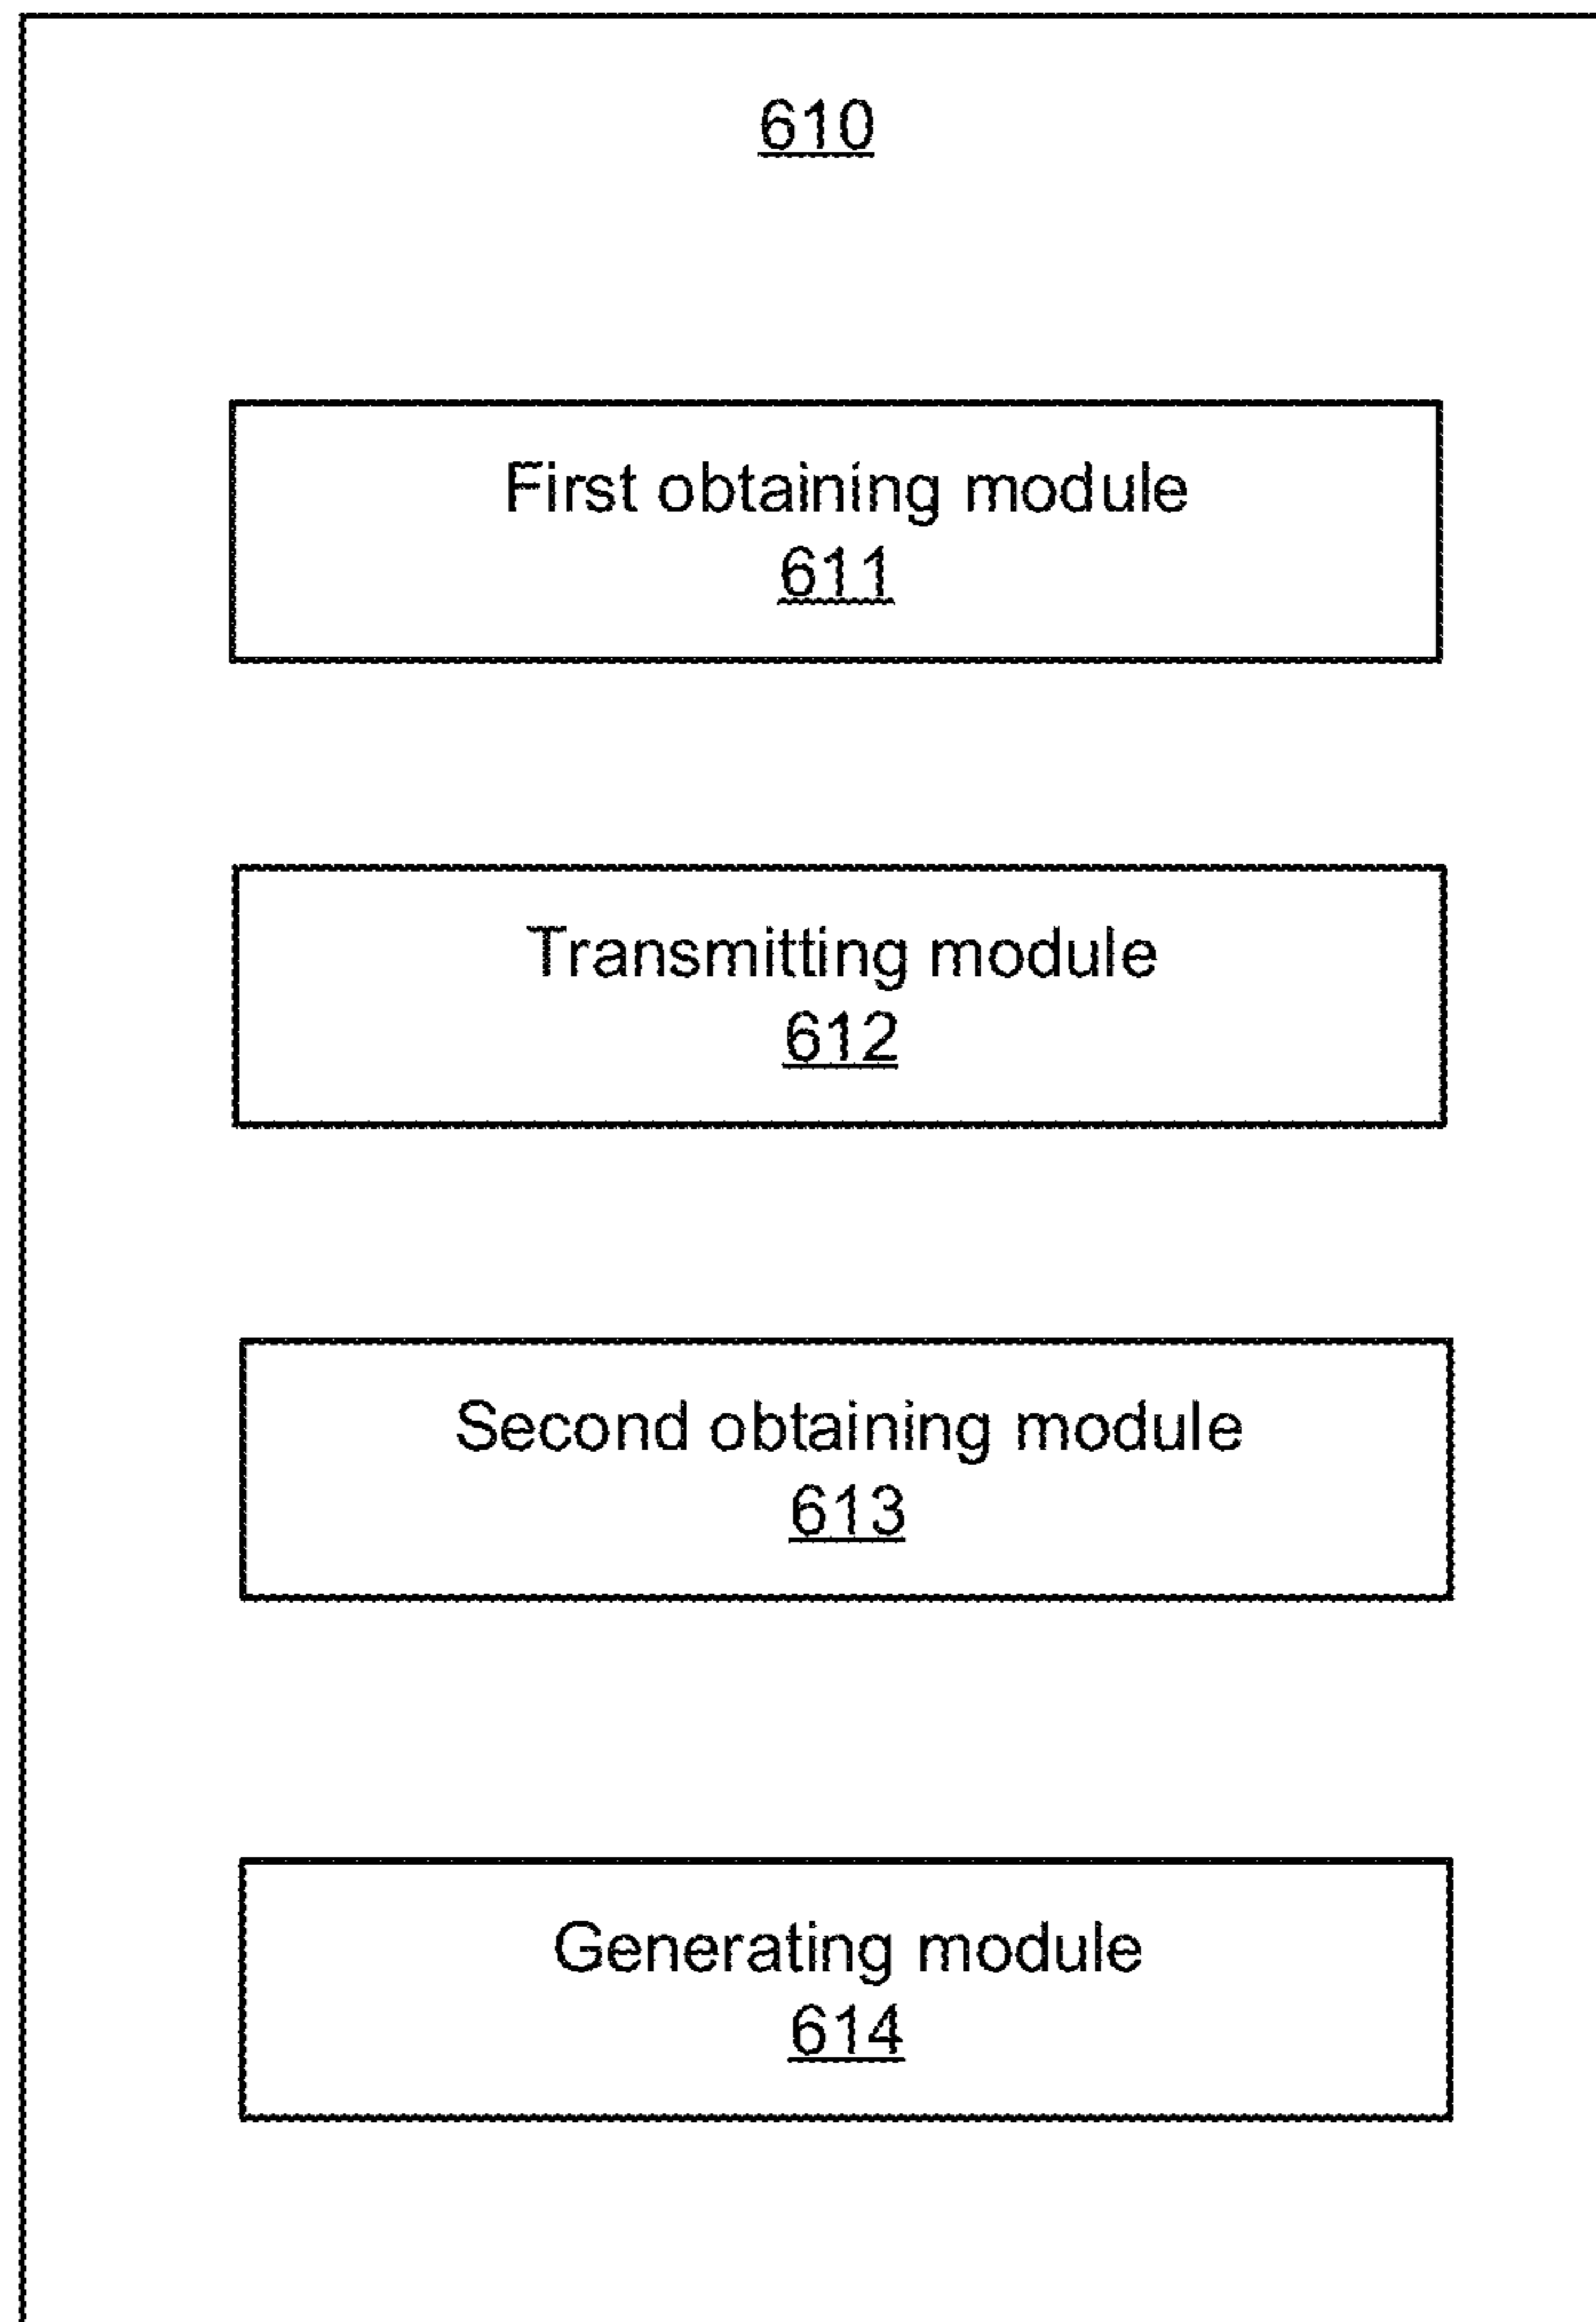 610
First obtaining module
611
Transmitting module
612
Second obtaining module
613
Generating module
614